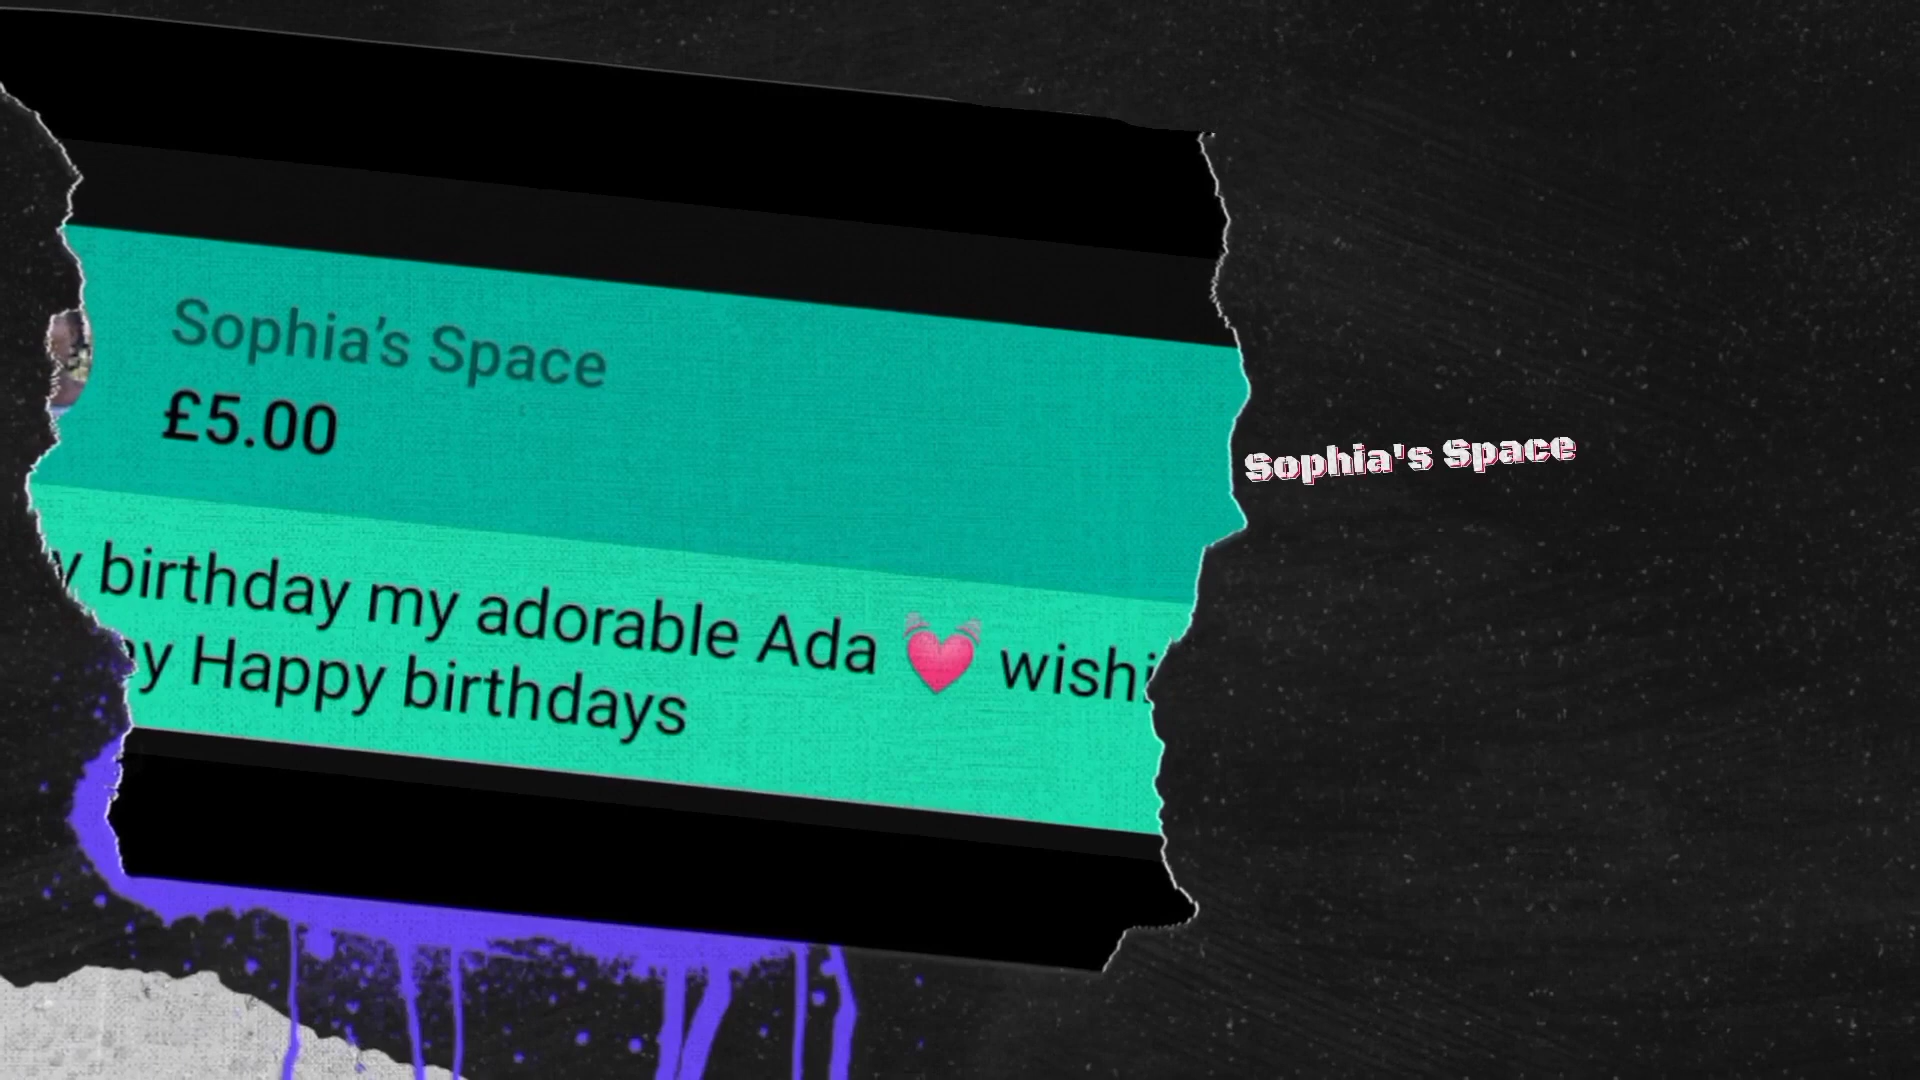 Sophia’s Space
£5.00
birthday my adorable Ada 💓
Happy birthdays
Sophia's Space